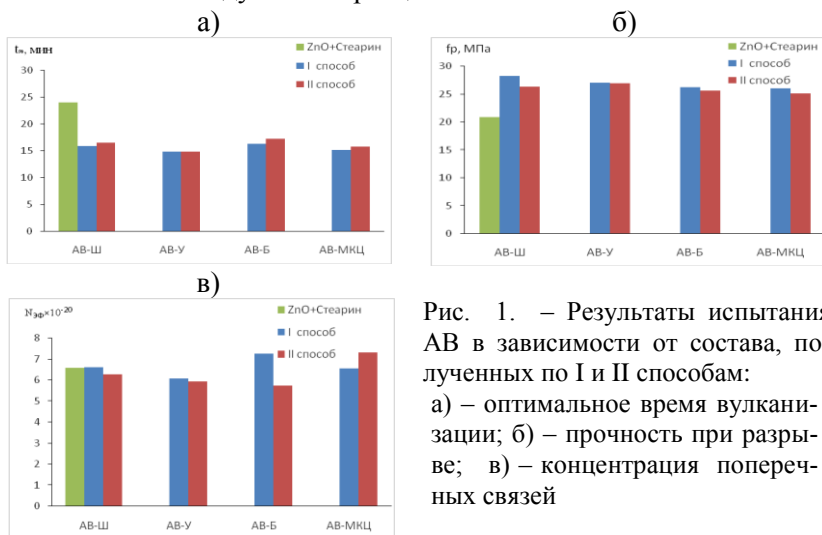 а)
t∞, мин
ZnO+Стеарин
I способ
II способ
30
25
20
15
10
5
0
АВ-Ш АВ-У АВ-Б АВ-МКЦ
б)
fp, МПа
ZnO+Стеарин
I способ
II способ
30
25
20
15
10
5
0
АВ-Ш АВ-У АВ-Б АВ-МКЦ
в)
Nэф×10⁻²⁰
ZnO+Стеарин
I способ
II способ
8
7
6
5
4
3
2
1
0
АВ-Ш АВ-У АВ-Б АВ-МКЦ
Рис. 1. – Результаты испытания
АВ в зависимости от состава, по-
лученных по I и II способам:
а) – оптимальное время вулкани-
зации; б) – прочность при разры-
ве; в) – концентрация попереч-
ных связей